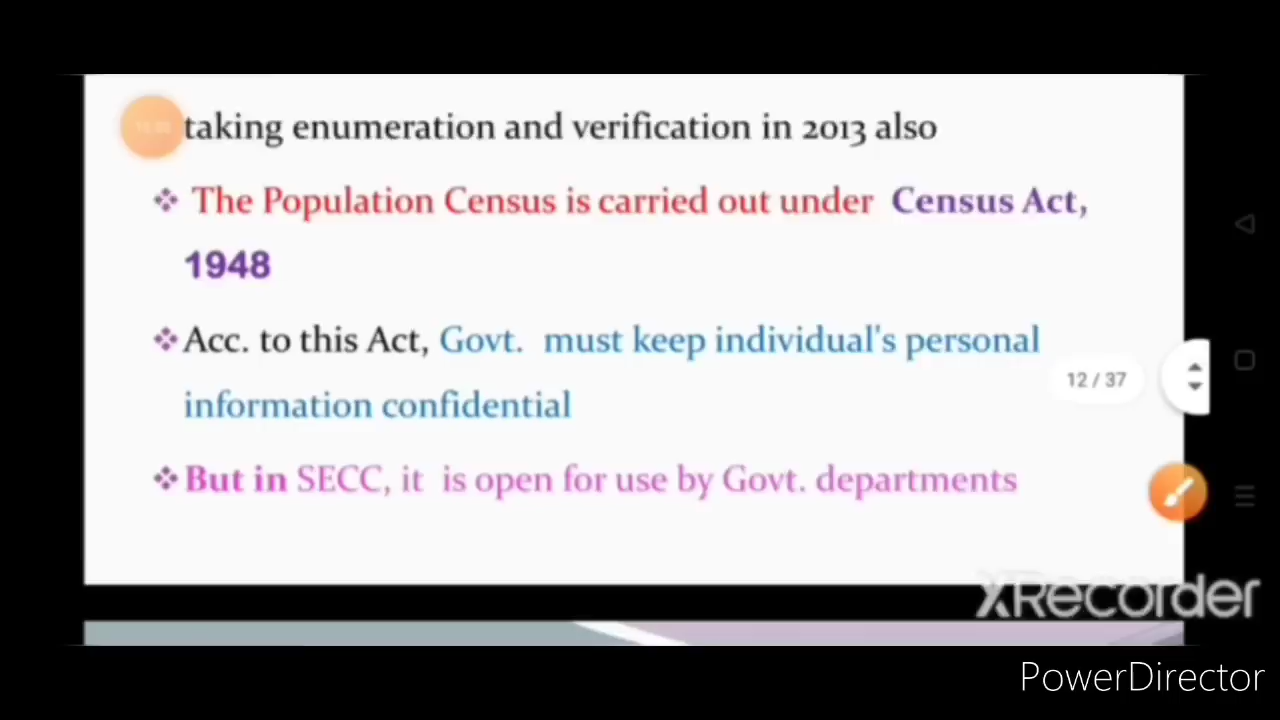 taking enumeration and verification in 2013 also
The Population Census is carried out under Census Act,
1948
Acc. to this Act, Govt. must keep individual's personal
information confidential
But in SECC, it is open for use by Govt. departments
12 / 37
XRecorder
PowerDirector